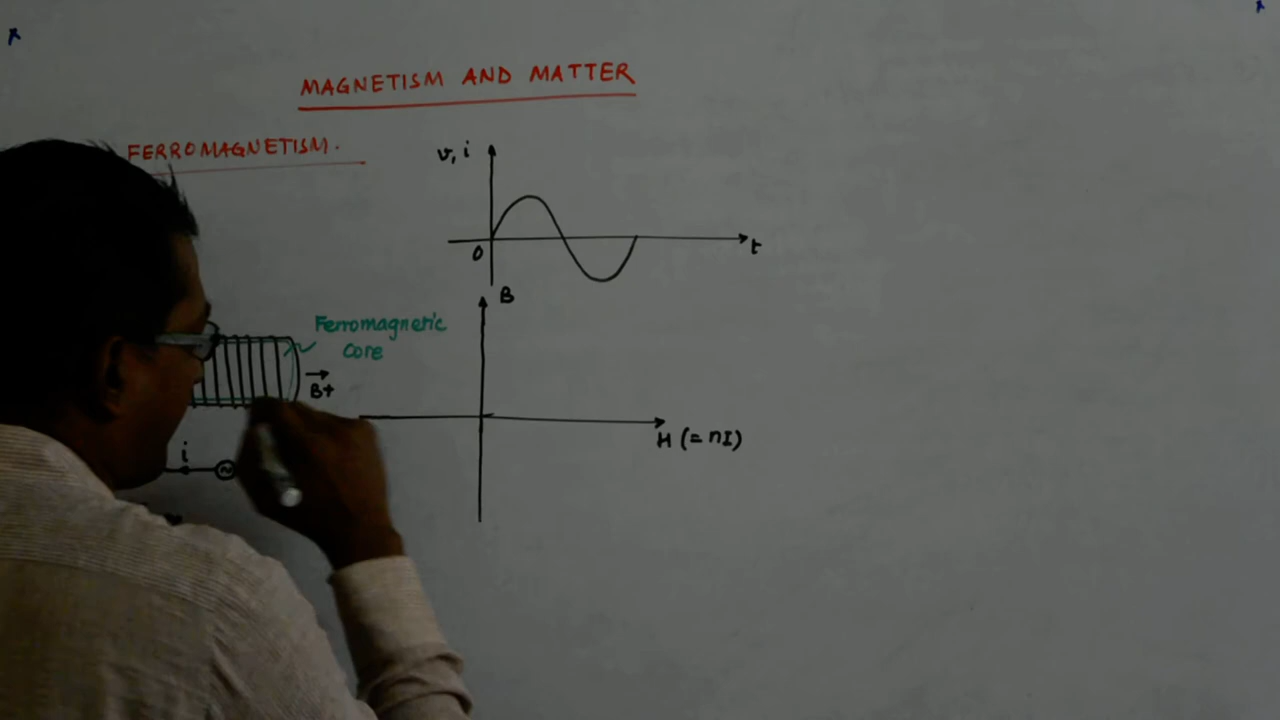 MAGNETISM AND MATTER
FERROMAGNETISM.
v, i
t
0
B
Ferromagnetic
core
B+
H (= nI)
i
~